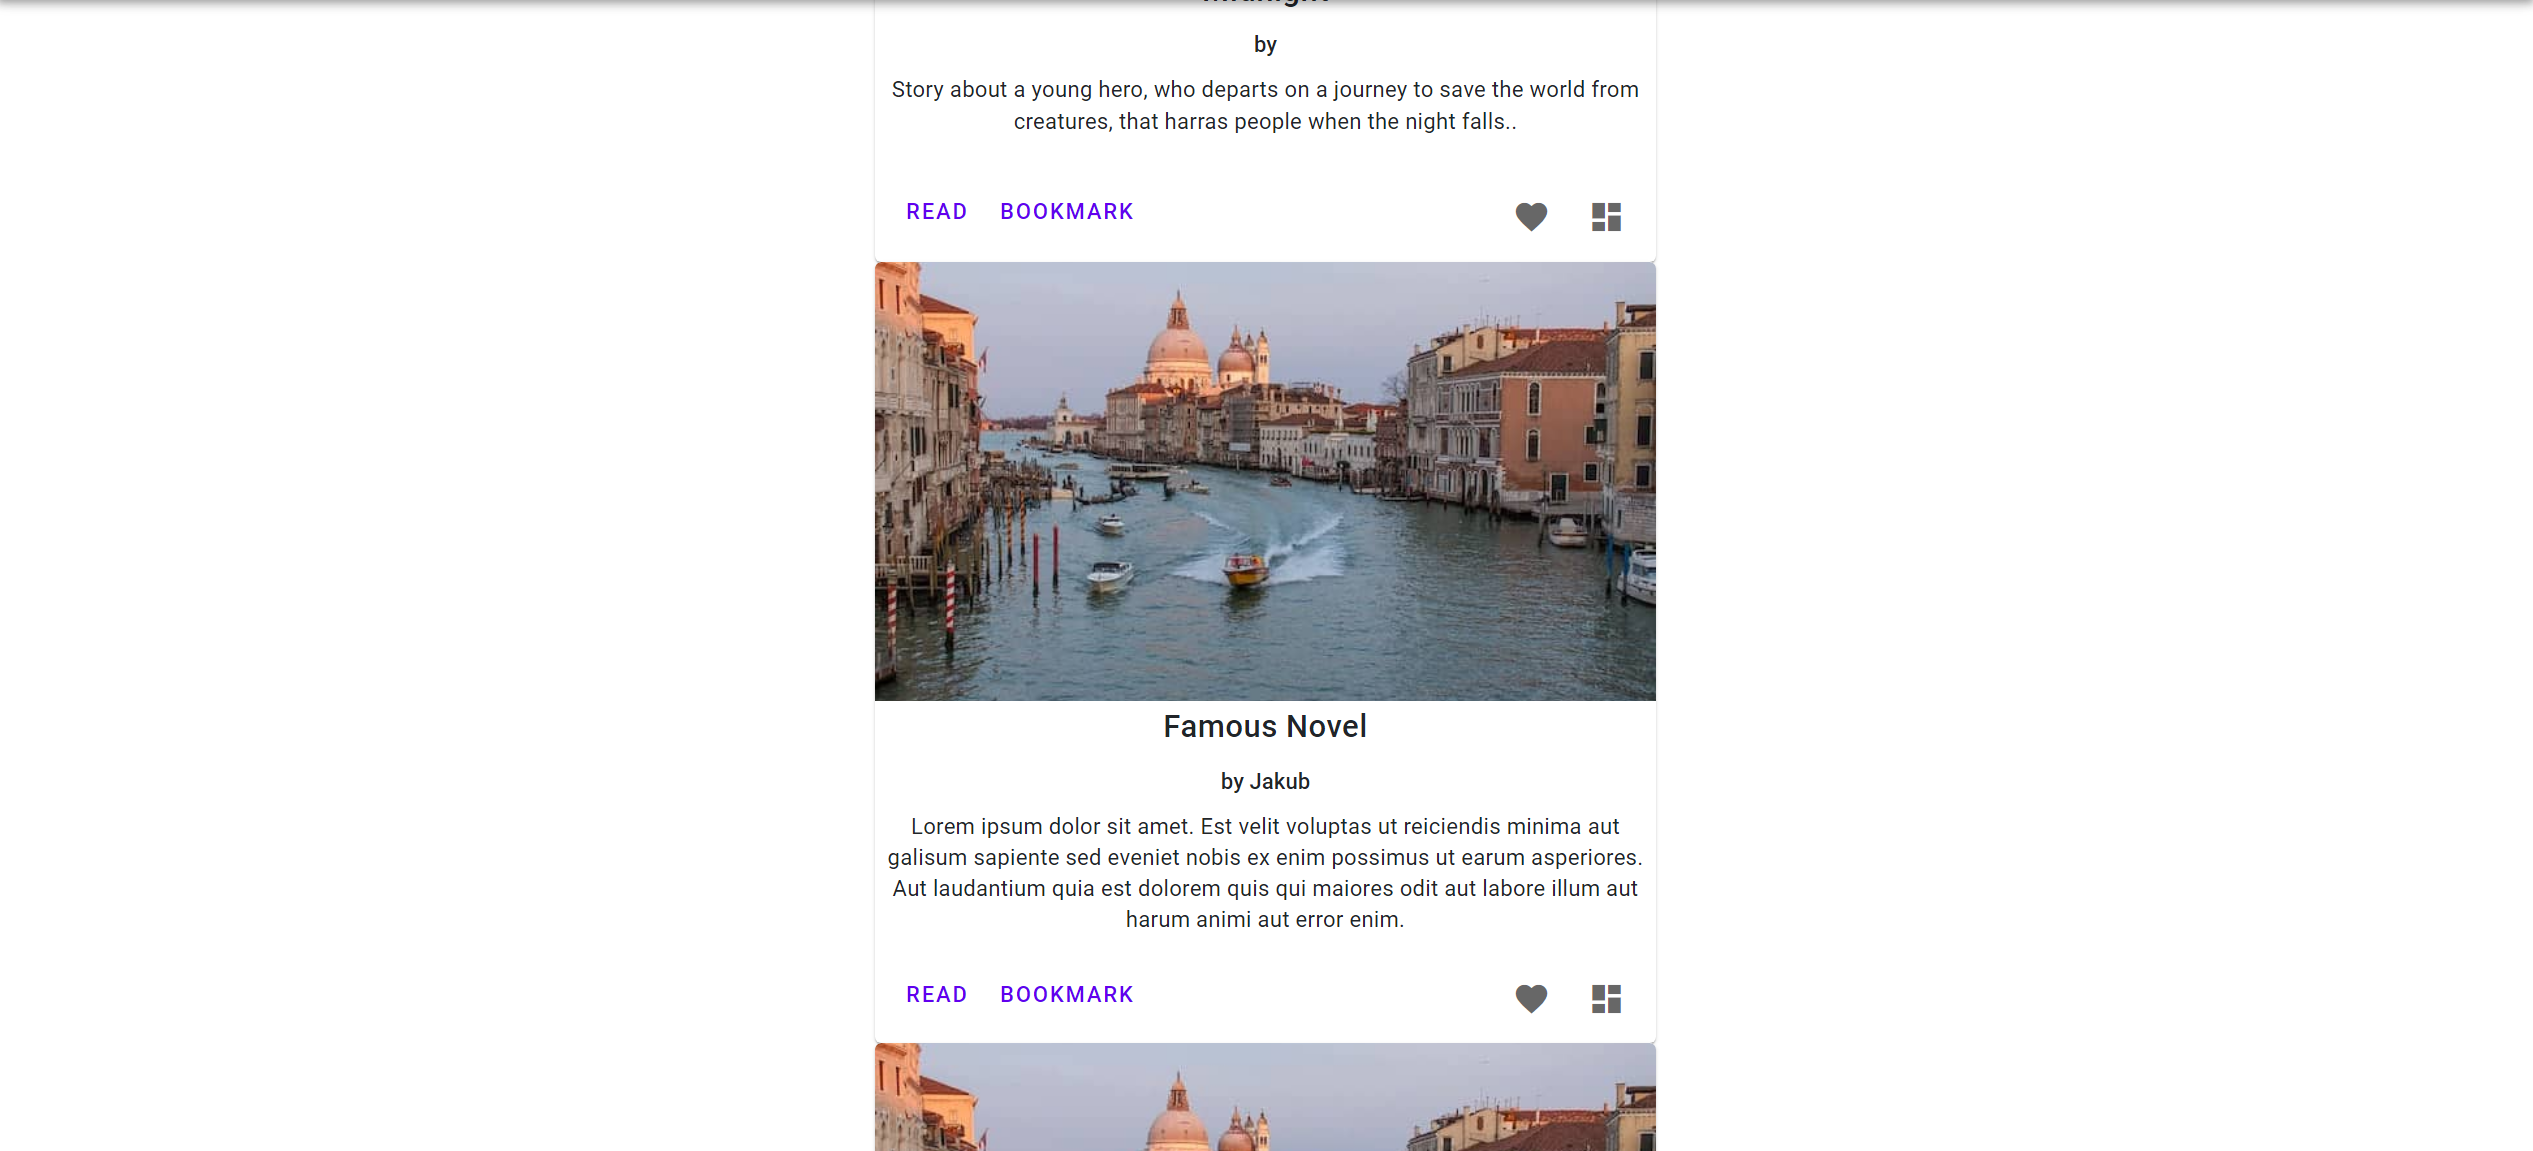 Midnight
by
Story about a young hero, who departs on a journey to save the world from
creatures, that harras people when the night falls..
READ BOOKMARK
Famous Novel
by Jakub
Lorem ipsum dolor sit amet. Est velit voluptas ut reiciendis minima aut
galisum sapiente sed eveniet nobis ex enim possimus ut earum asperiores.
Aut laudantium quia est dolorem quis qui maiores odit aut labore illum aut
harum animi aut error enim.
READ BOOKMARK